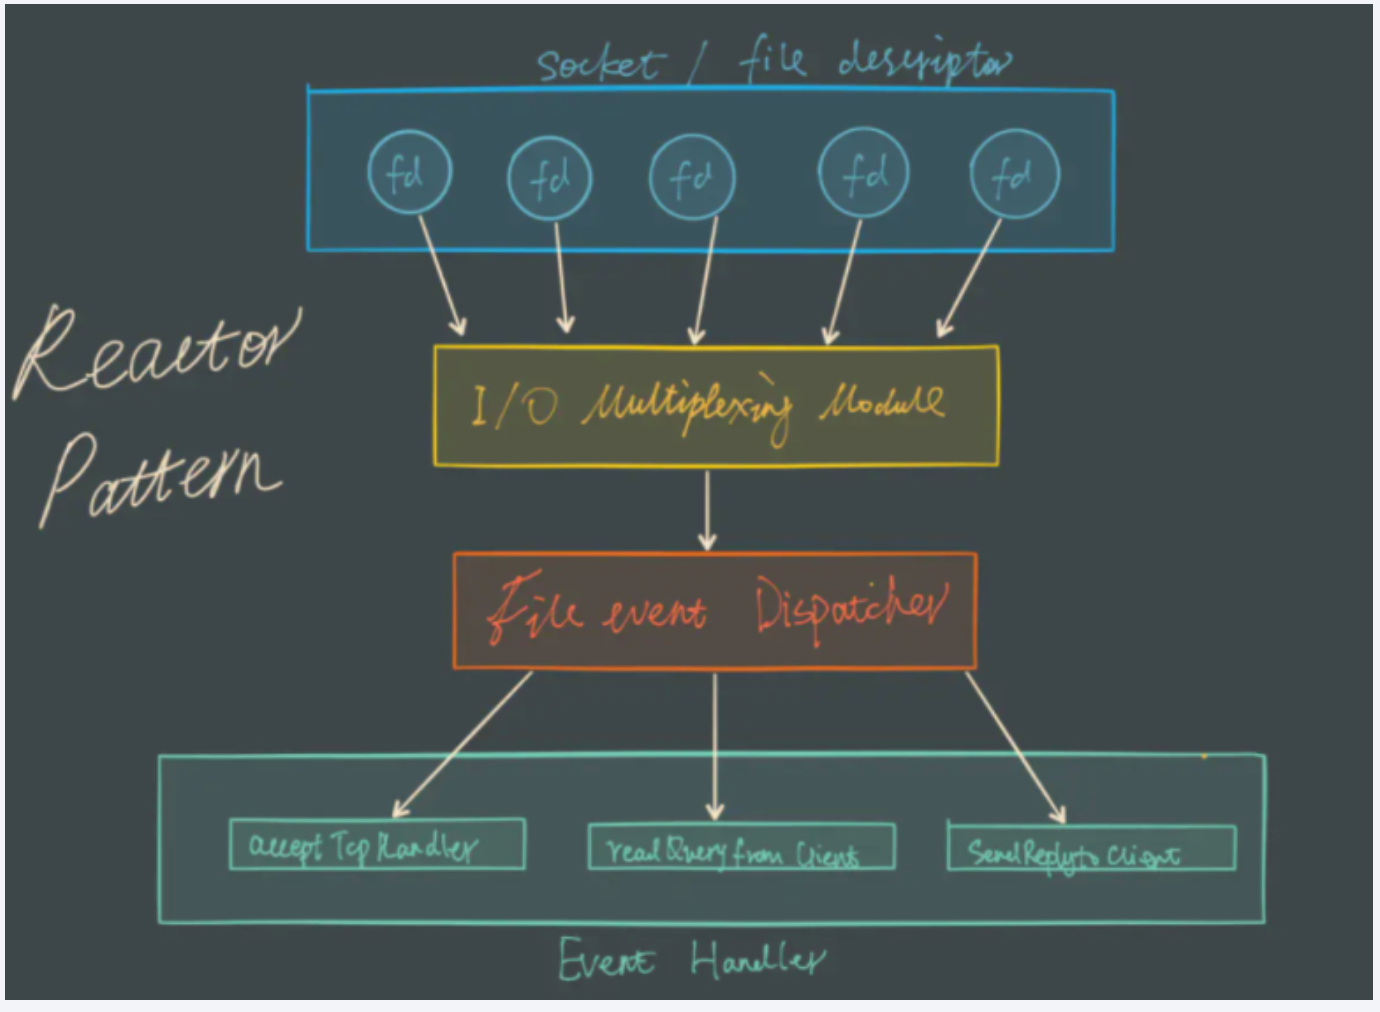 socket / file descriptor
fd fd fd fd fd
Reactor
Pattern
I/O Multiplexing Module
File event Dispatcher
acceptTcpHandler
readQueryfromClient
SendReplytoClient
Event Handler